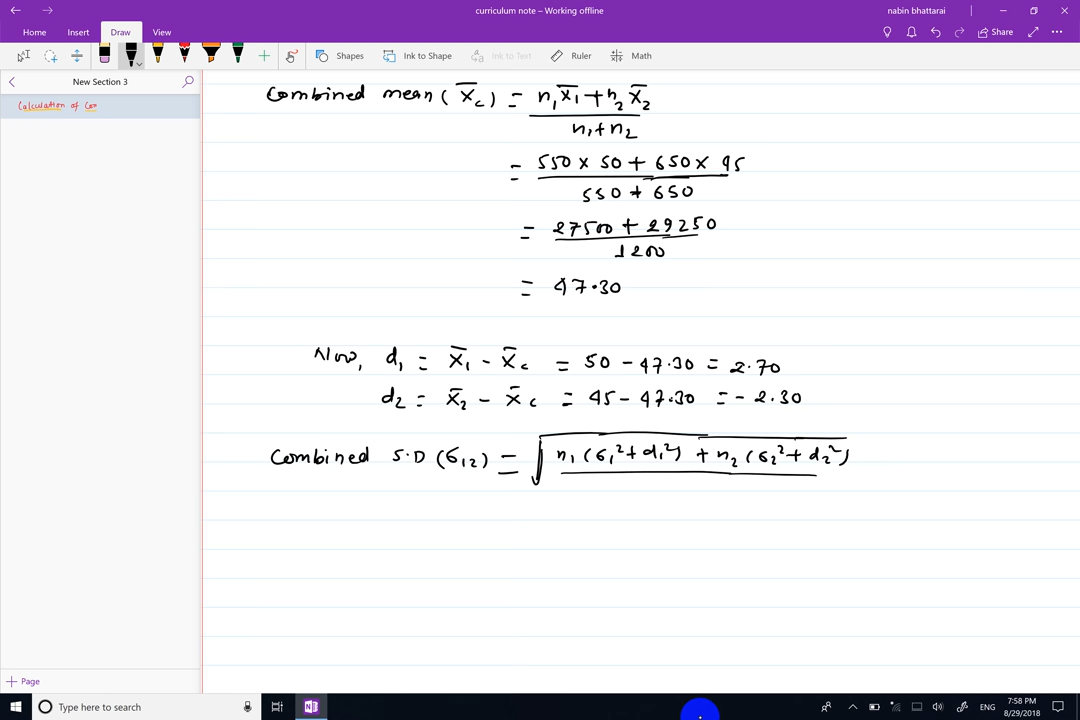 curriculum note – Working offline
nabin bhattarai
Home Insert Draw View
Share
Shapes Ink to Shape Ink to Text Ruler Math
New Section 3
Calculation of Com
Combined mean (X̄c) = n₁X̄₁ + n₂X̄₂
n₁ + n₂
= 550 × 50 + 650 × 95
550 + 650
= 27500 + 29250
1200
= 47.30
Now, d₁ = X̄₁ – X̄c = 50 – 47.30 = 2.70
d₂ = X̄₂ – X̄c = 45 – 47.30 = – 2.30
Combined S.D (σ₁₂) = √ n₁ (σ₁² + d₁²) + n₂ (σ₂² + d₂²)
+ Page
Type here to search
ENG
7:58 PM
8/29/2018